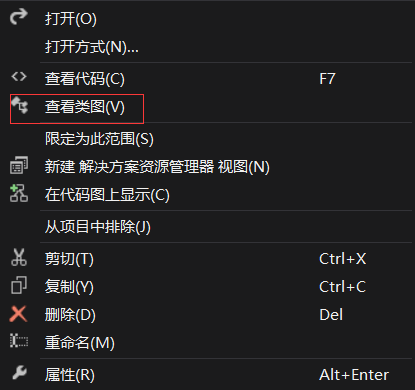 打开(O)
打开方式(N)...
查看代码(C) F7
查看类图(V)
限定为此范围(S)
新建 解决方案资源管理器 视图(N)
在代码图上显示(C)
从项目中排除(J)
剪切(T) Ctrl+X
复制(Y) Ctrl+C
删除(D) Del
重命名(M)
属性(R) Alt+Enter